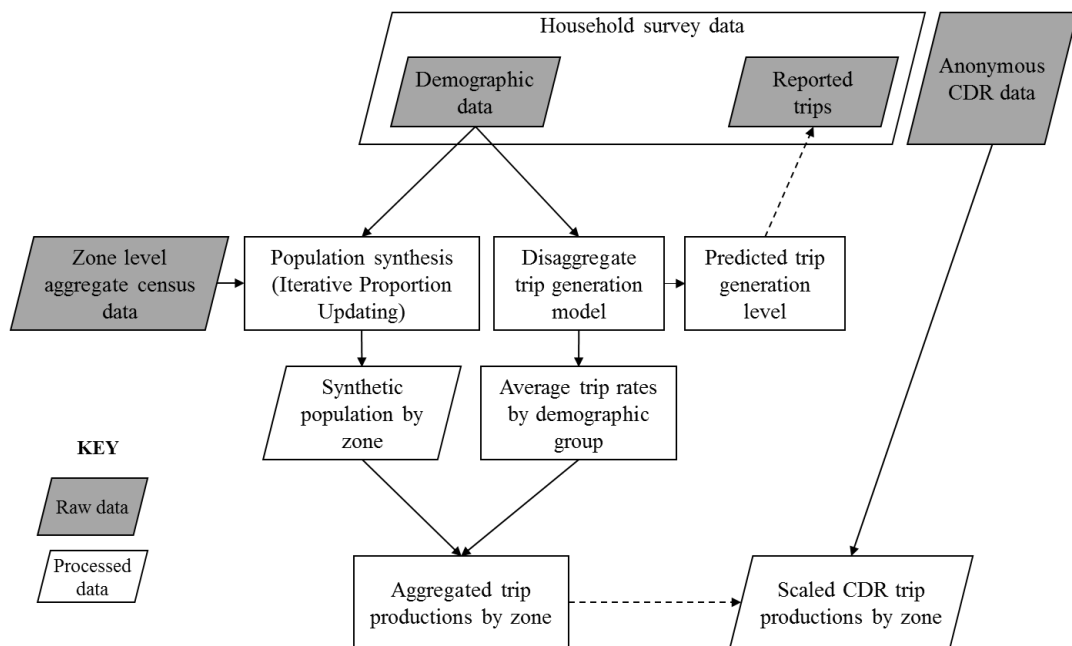 Household survey data
Demographic
data
Reported
trips
Anonymous
CDR data
Zone level
aggregate census
data
Population synthesis
(Iterative Proportion
Updating)
Disaggregate
trip generation
model
Predicted trip
generation
level
Synthetic
population by
zone
Average trip rates
by demographic
group
KEY
Raw data
Processed
data
Aggregated trip
productions by zone
Scaled CDR trip
productions by zone